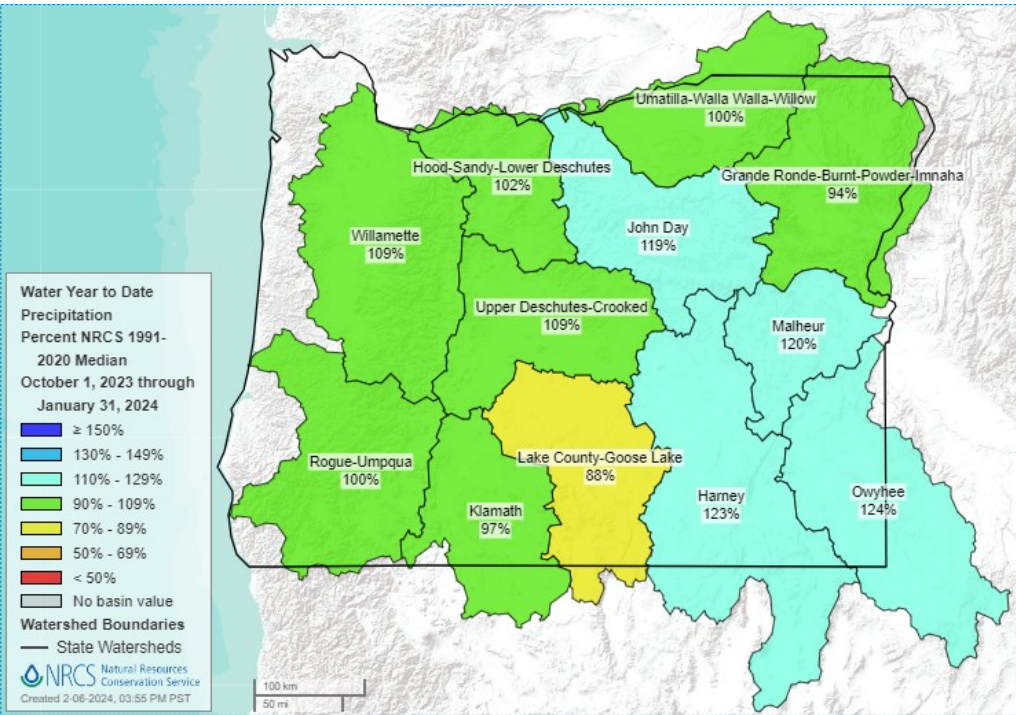 Umatilla-Walla Walla-Willow
100%
Hood-Sandy-Lower Deschutes
102%
Grande Ronde-Burnt-Powder-Imnaha
94%
John Day
119%
Willamette
109%
Upper Deschutes-Crooked
109%
Malheur
120%
Lake County-Goose Lake
88%
Rogue-Umpqua
100%
Klamath
97%
Harney
123%
Owyhee
124%
Water Year to Date
Precipitation
Percent NRCS 1991-
2020 Median
October 1, 2023 through
January 31, 2024
≥ 150%
130% - 149%
110% - 129%
90% - 109%
70% - 89%
50% - 69%
< 50%
No basin value
Watershed Boundaries
State Watersheds
NRCS Natural Resources
Conservation Service
Created 2-06-2024, 03:55 PM PST
100 km
50 mi